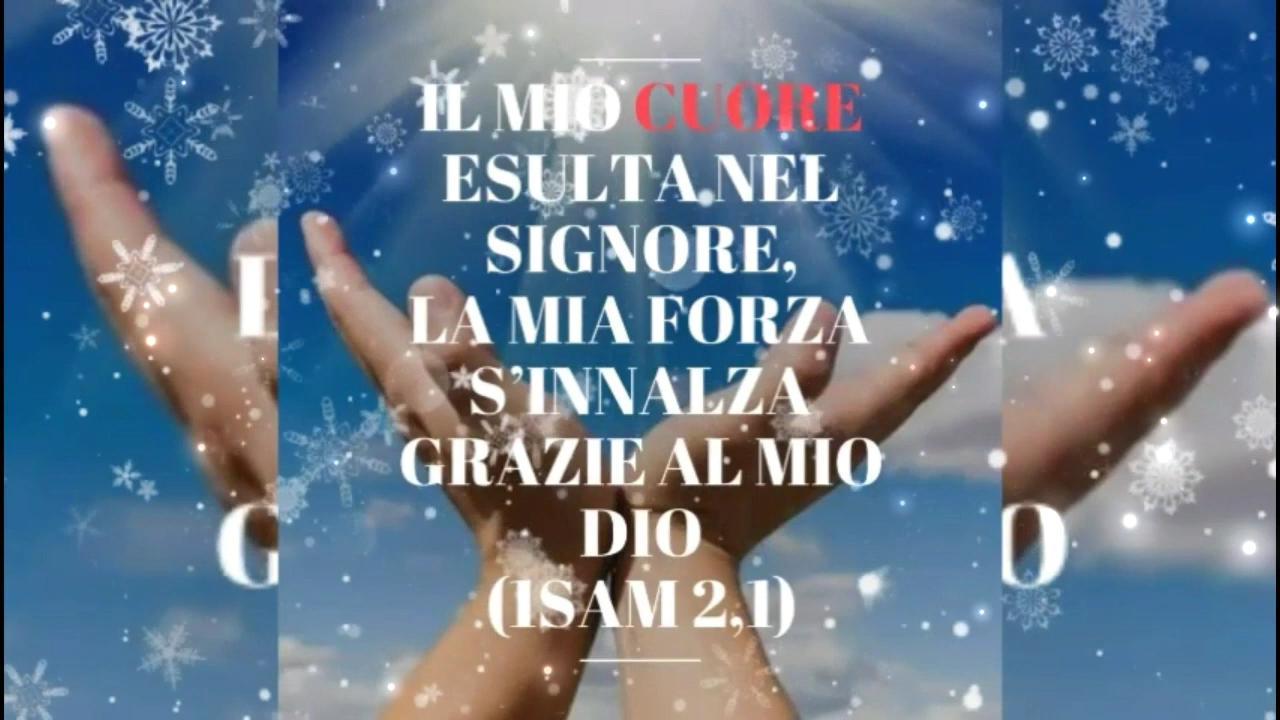 IL MIO CUORE
ESULTA NEL
SIGNORE,
LA MIA FORZA
S'INNALZA
GRAZIE AL MIO
DIO
(1SAM 2,1)